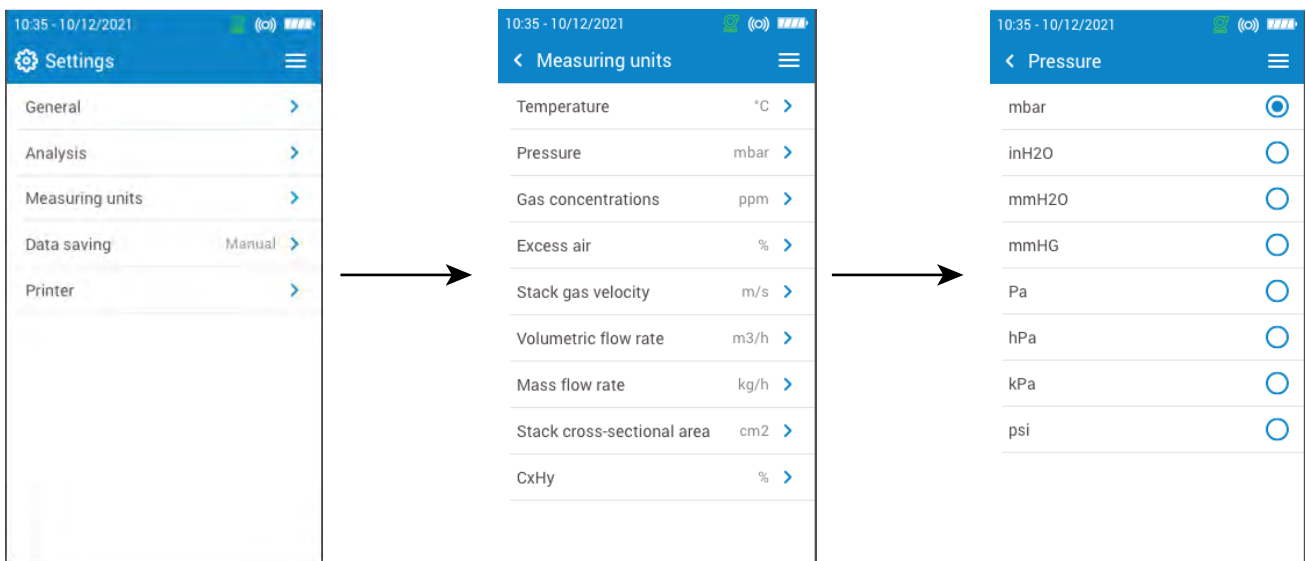 10:35 - 10/12/2021
Settings
General
Analysis
Measuring units
Data saving Manual
Printer
10:35 - 10/12/2021
Measuring units
Temperature °C
Pressure mbar
Gas concentrations ppm
Excess air %
Stack gas velocity m/s
Volumetric flow rate m3/h
Mass flow rate kg/h
Stack cross-sectional area cm2
CxHy %
10:35 - 10/12/2021
Pressure
mbar
inH2O
mmH2O
mmHG
Pa
hPa
kPa
psi